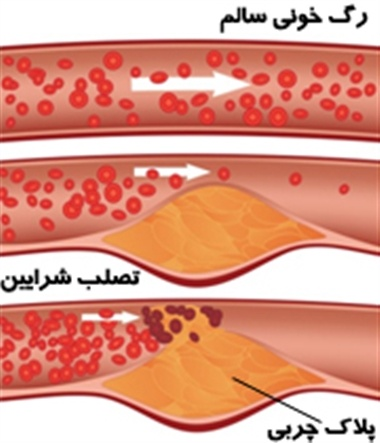 رگ خونی سالم
تصلب شرایین
پلاک چربی